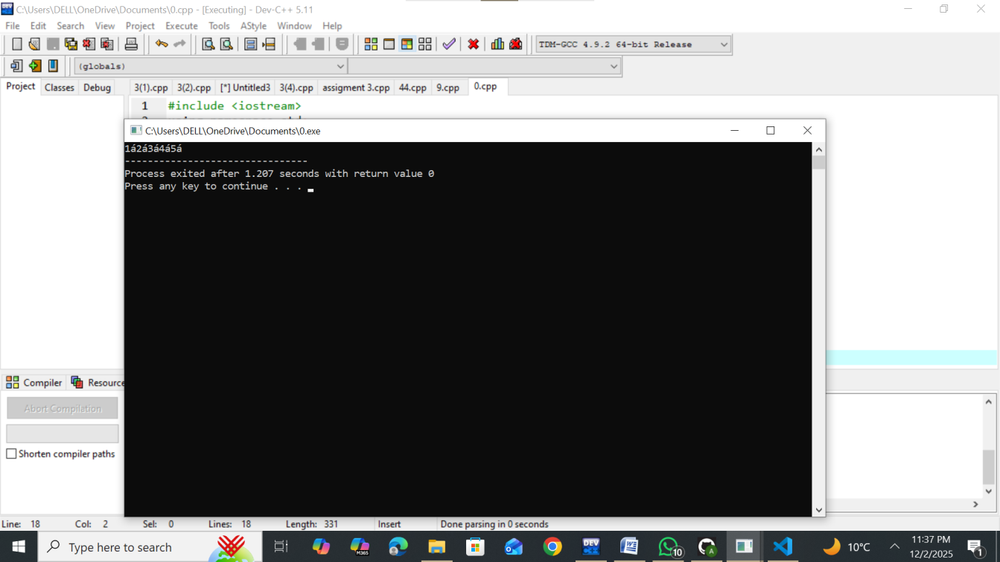 C:\Users\DELL\OneDrive\Documents\0.cpp - [Executing] - Dev-C++ 5.11
File Edit Search View Project Execute Tools AStyle Window Help
TDM-GCC 4.9.2 64-bit Release
(globals)
Project Classes Debug 3(1).cpp 3(2).cpp [*] Untitled3 3(4).cpp assigment 3.cpp 44.cpp 9.cpp 0.cpp
1 #include <iostream>
C:\Users\DELL\OneDrive\Documents\0.exe
1á2á3á4á5á
--------------------------------
Process exited after 1.207 seconds with return value 0
Press any key to continue . . .
Compiler Resource
Abort Compilation
Shorten compiler paths
Line: 18 Col: 2 Sel: 0 Lines: 18 Length: 331 Insert Done parsing in 0 seconds
Type here to search
M365
DEV
10
A
10°C
11:37 PM
12/2/2025
1